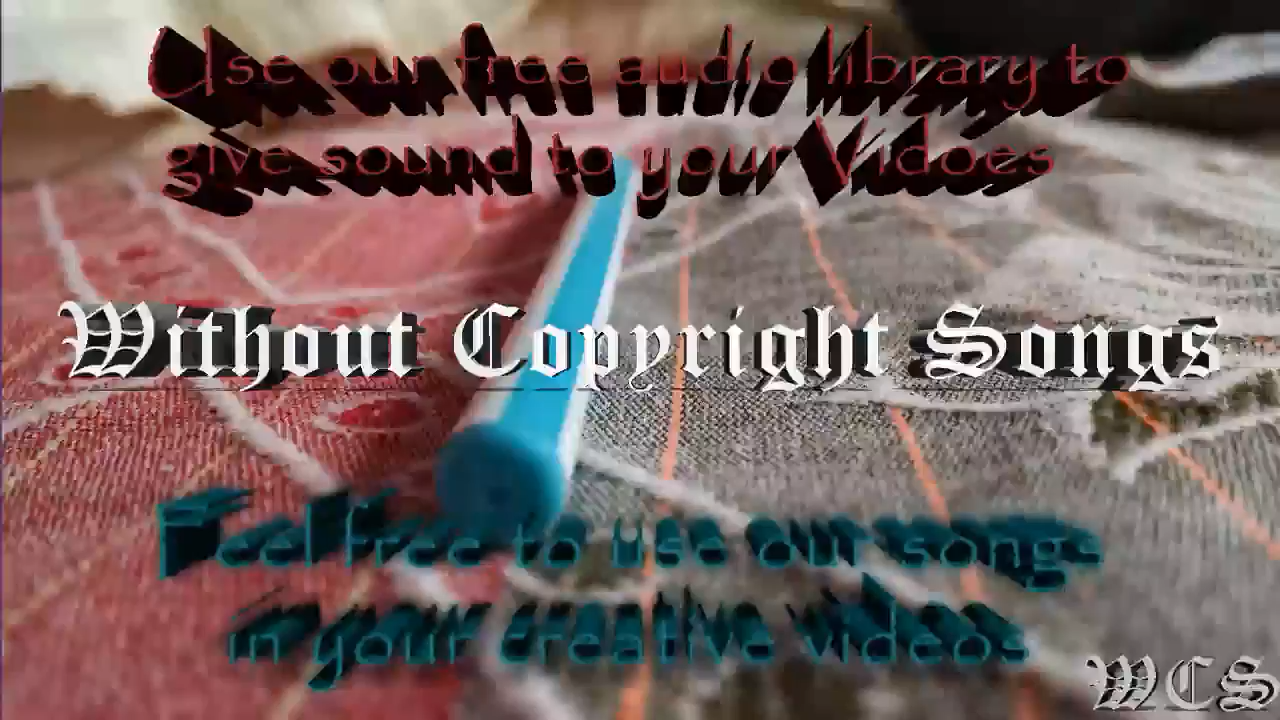 Use our free audio library to
give sound to your Vidoes
Without Copyright Songs
Feel free to use our songs
in your creative videos
WCS